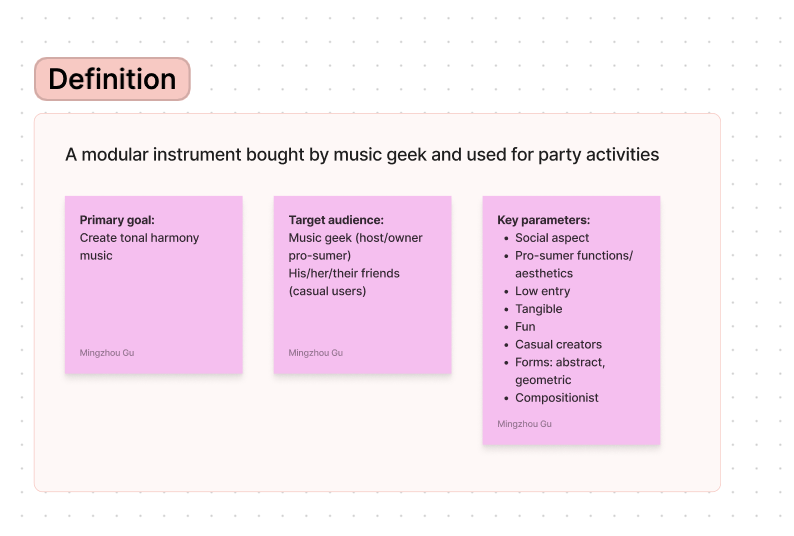 Definition
A modular instrument bought by music geek and used for party activities
Primary goal:
Create tonal harmony
music
Mingzhou Gu
Target audience:
Music geek (host/owner
pro-sumer)
His/her/their friends
(casual users)
Mingzhou Gu
Key parameters:
• Social aspect
• Pro-sumer functions/
aesthetics
• Low entry
• Tangible
• Fun
• Casual creators
• Forms: abstract,
geometric
• Compositionist
Mingzhou Gu